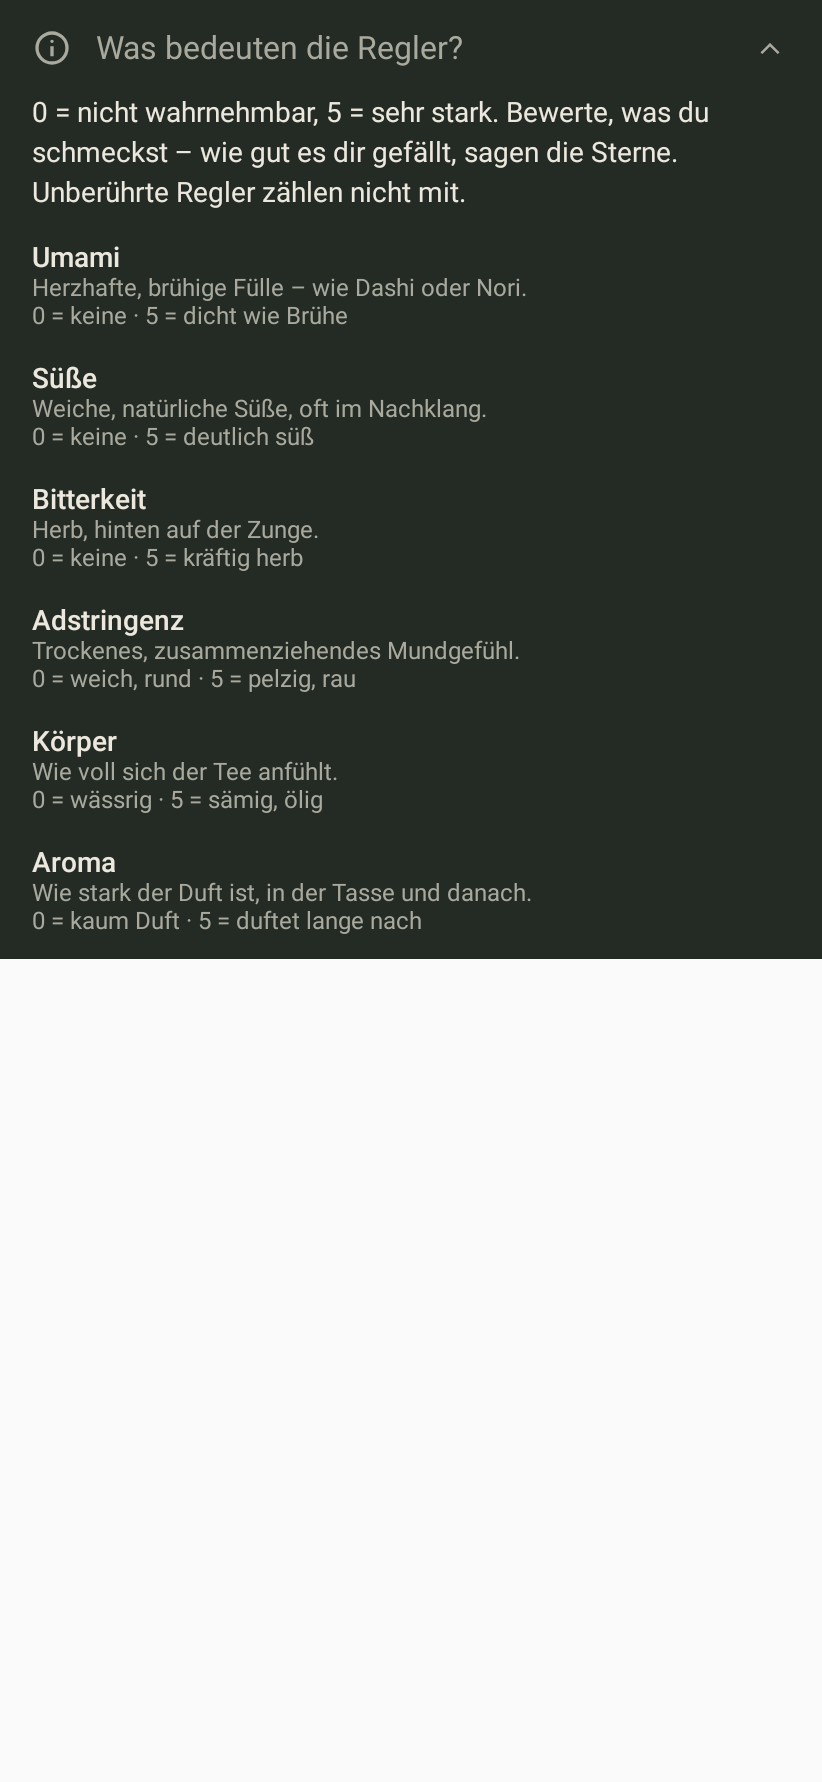 Was bedeuten die Regler?
0 = nicht wahrnehmbar, 5 = sehr stark. Bewerte, was du
schmeckst – wie gut es dir gefällt, sagen die Sterne.
Unberührte Regler zählen nicht mit.
Umami
Herzhafte, brühige Fülle – wie Dashi oder Nori.
0 = keine · 5 = dicht wie Brühe
Süße
Weiche, natürliche Süße, oft im Nachklang.
0 = keine · 5 = deutlich süß
Bitterkeit
Herb, hinten auf der Zunge.
0 = keine · 5 = kräftig herb
Adstringenz
Trockenes, zusammenziehendes Mundgefühl.
0 = weich, rund · 5 = pelzig, rau
Körper
Wie voll sich der Tee anfühlt.
0 = wässrig · 5 = sämig, ölig
Aroma
Wie stark der Duft ist, in der Tasse und danach.
0 = kaum Duft · 5 = duftet lange nach